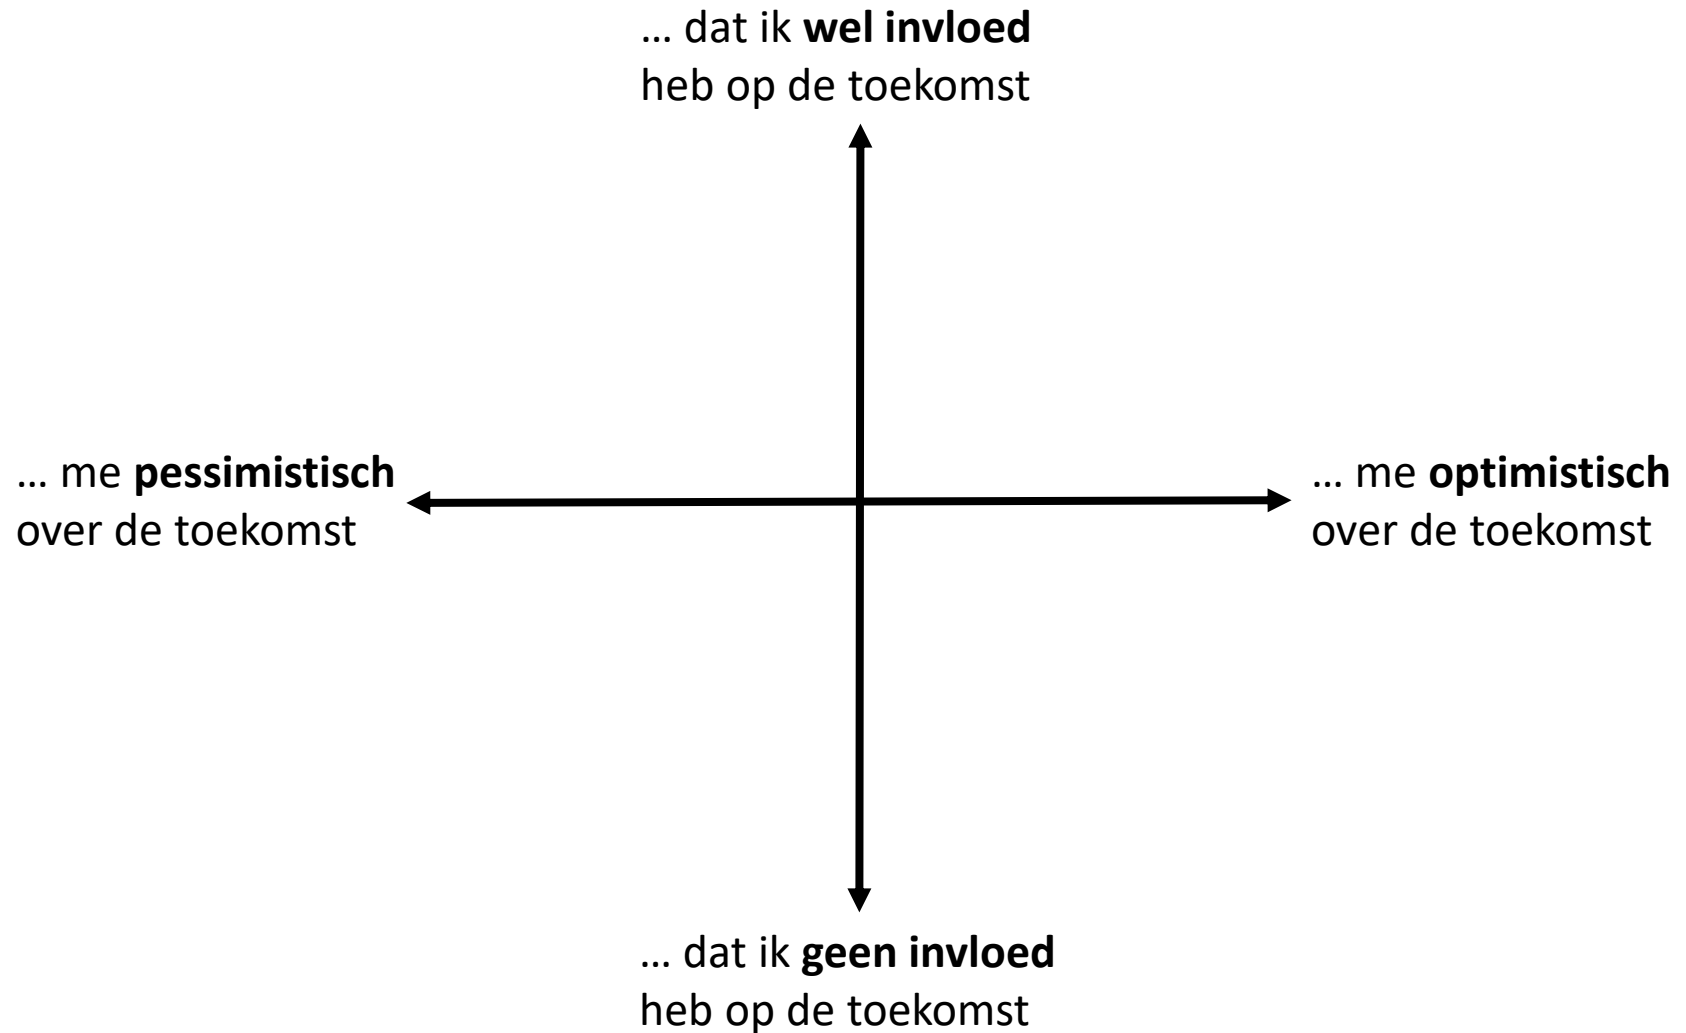 ... dat ik wel invloed
heb op de toekomst
... me pessimistisch
over de toekomst
... me optimistisch
over de toekomst
... dat ik geen invloed
heb op de toekomst